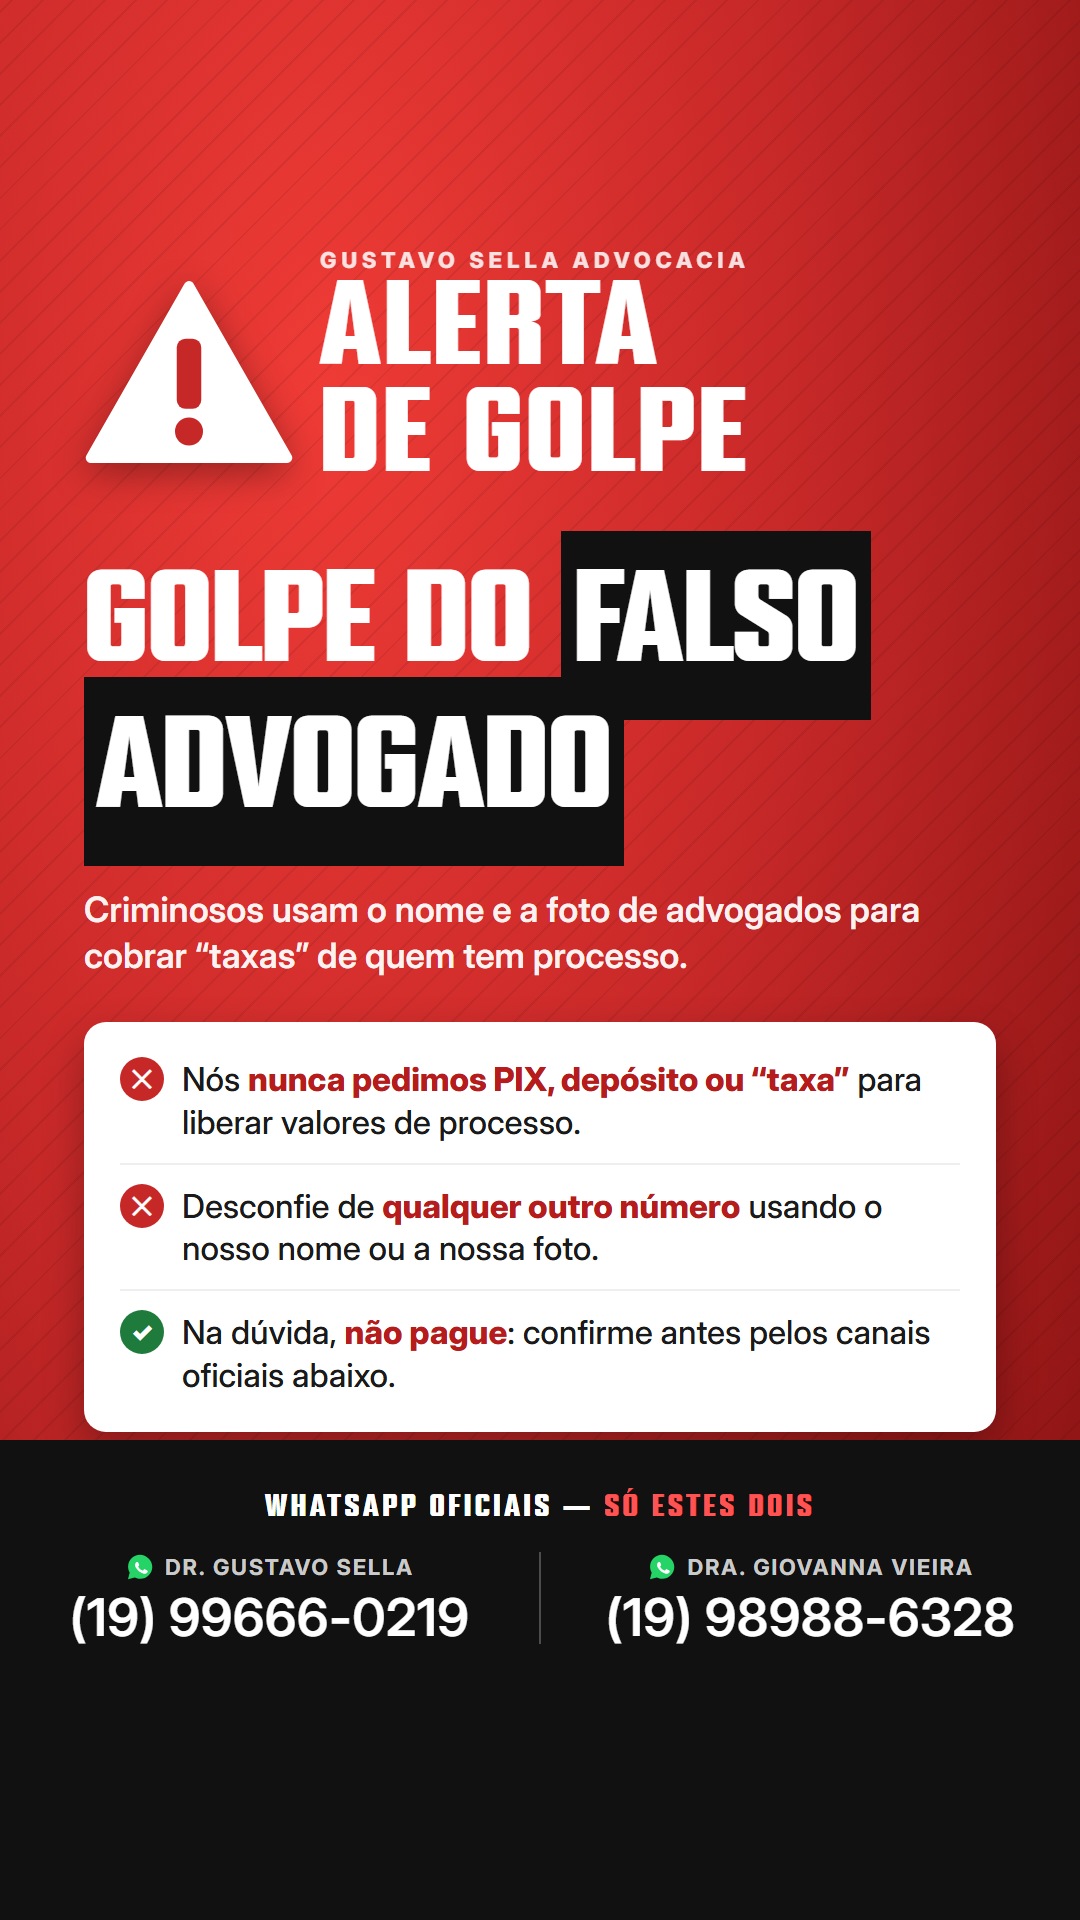 GUSTAVO SELLA ADVOCACIA
ALERTA
DE GOLPE
GOLPE DO FALSO
ADVOGADO
Criminosos usam o nome e a foto de advogados para
cobrar “taxas” de quem tem processo.
Nós nunca pedimos PIX, depósito ou “taxa” para
liberar valores de processo.
Desconfie de qualquer outro número usando o
nosso nome ou a nossa foto.
Na dúvida, não pague: confirme antes pelos canais
oficiais abaixo.
WHATSAPP OFICIAIS — SÓ ESTES DOIS
DR. GUSTAVO SELLA
(19) 99666-0219
DRA. GIOVANNA VIEIRA
(19) 98988-6328